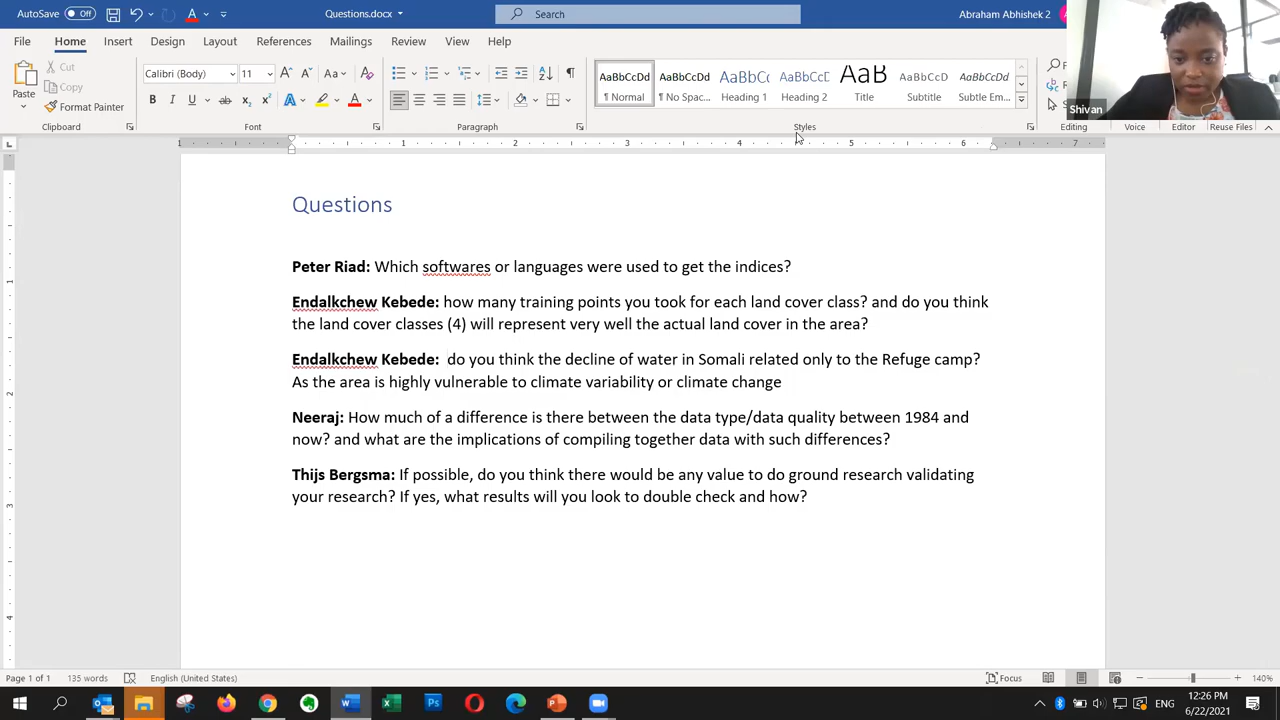 AutoSave Off Questions.docx Search Abraham Abhishek 2
File Home Insert Draw Design Layout References Mailings Review View Help
Cut
Copy
Format Painter
Paste
Calibri (Body) 11
AaBbCcDd AaBbCcDd AaBbCc AaBbCcD AaB AaBbCcD AaBbCcDd
Normal No Spac... Heading 1 Heading 2 Title Subtitle Subtle Em...
Shivan
Clipboard Font Paragraph Styles Editing Voice Editor Reuse Files
1 1 2 3 4 5 6 7
Questions
Peter Riad: Which softwares or languages were used to get the indices?
Endalkchew Kebede: how many training points you took for each land cover class? and do you think
the land cover classes (4) will represent very well the actual land cover in the area?
Endalkchew Kebede: do you think the decline of water in Somali related only to the Refuge camp?
As the area is highly vulnerable to climate variability or climate change
Neeraj: How much of a difference is there between the data type/data quality between 1984 and
now? and what are the implications of compiling together data with such differences?
Thijs Bergsma: If possible, do you think there would be any value to do ground research validating
your research? If yes, what results will you look to double check and how?
Page 1 of 1 135 words English (United States) Focus 140%
ENG 12:26 PM
6/22/2021